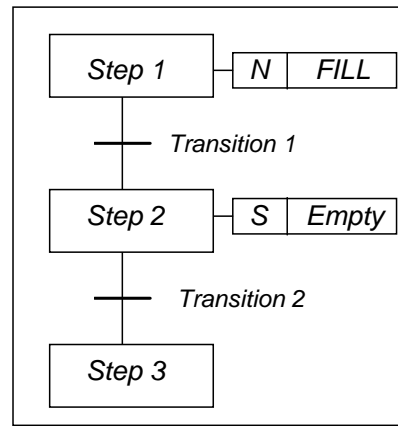 Step 1 N FILL
Transition 1
Step 2 S Empty
Transition 2
Step 3